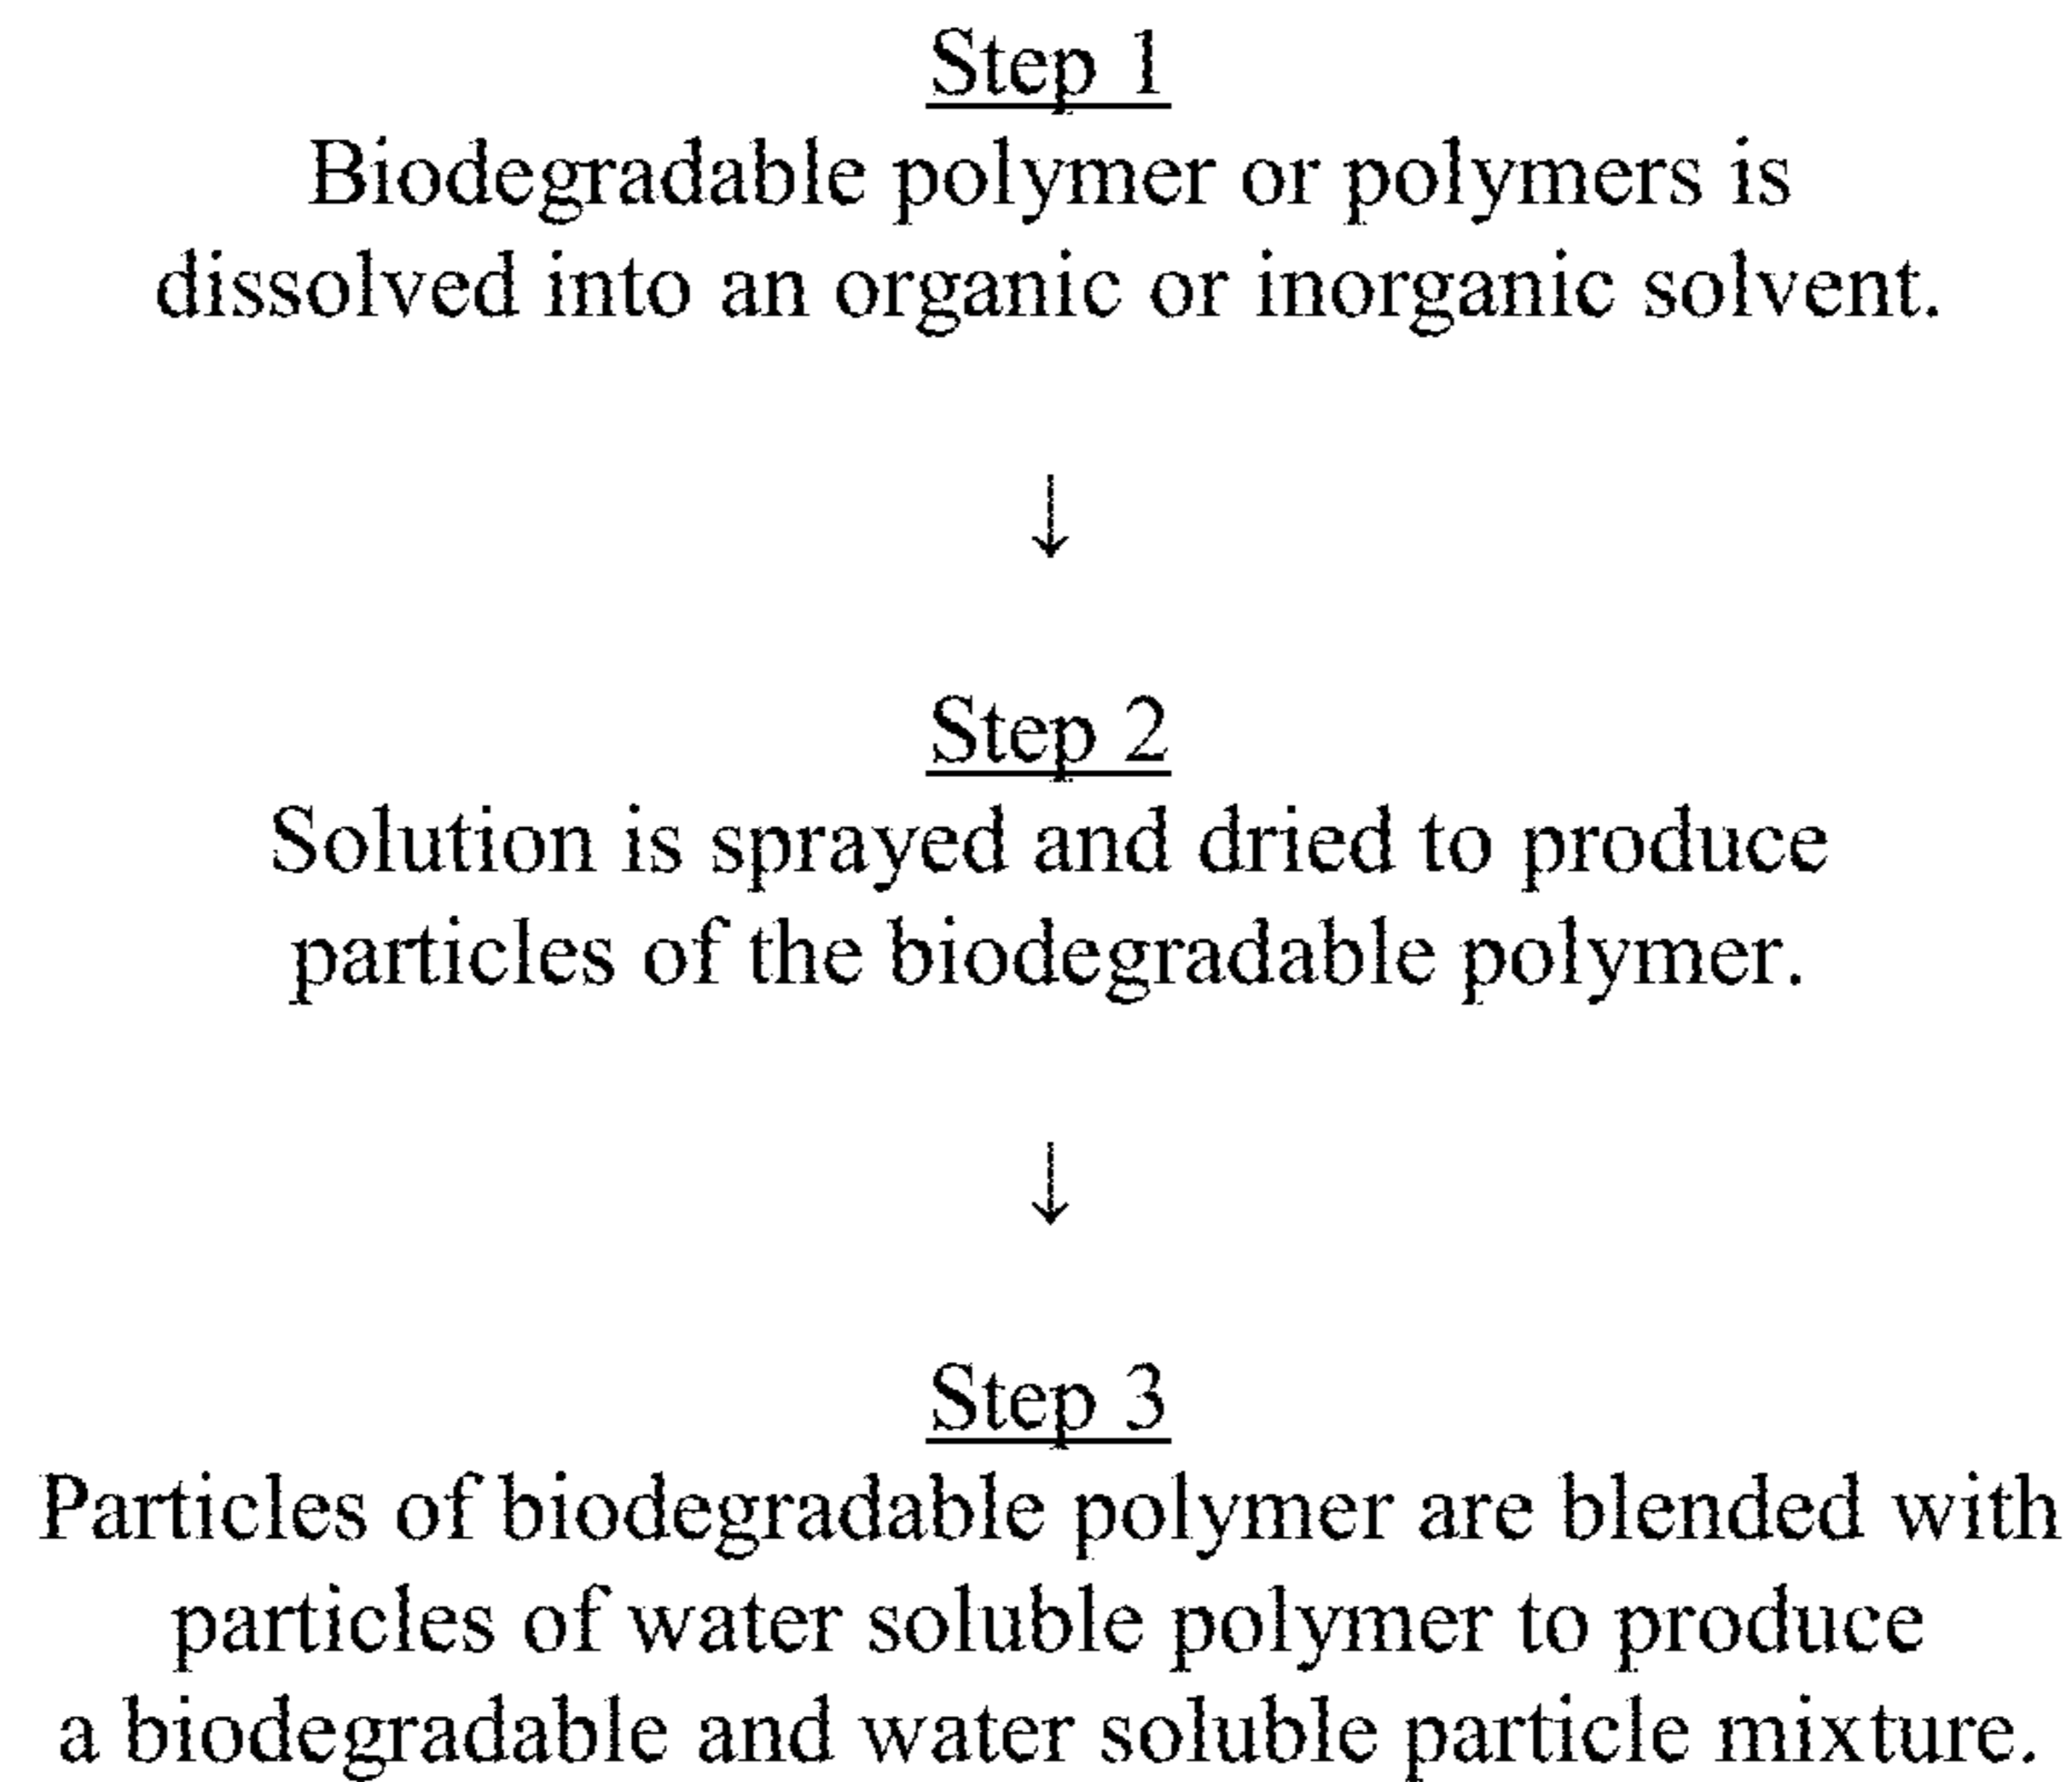 Step 1
Biodegradable polymer or polymers is
dissolved into an organic or inorganic solvent.
↓
Step 2
Solution is sprayed and dried to produce
particles of the biodegradable polymer.
↓
Step 3
Particles of biodegradable polymer are blended with
particles of water soluble polymer to produce
a biodegradable and water soluble particle mixture.